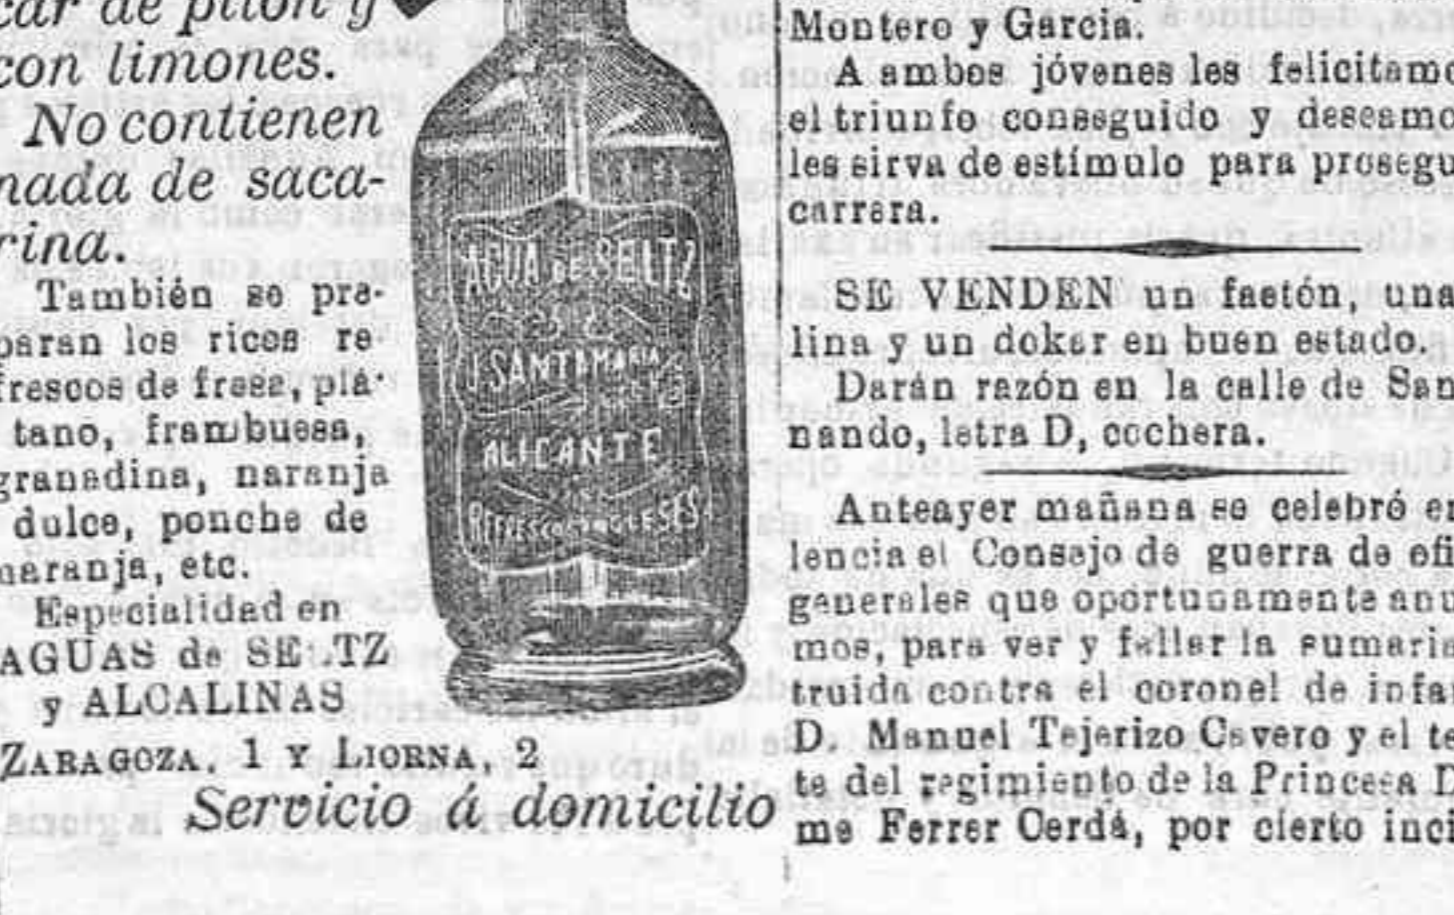 car de pilón y
con limones.
No contienen
nada de saca-
rina.
También se pre-
paran los ricos re-
frescos de fresa, plá-
tano, frambuesa,
granadina, naranja
dulce, ponche de
naranja, etc.
Especialidad en
AGUAS de SELTZ
y ALCALINAS
ZARAGOZA, 1 Y LIORNA, 2
Servicio á domicilio
AGUA DE SELTZ
J. SANTAMARIA
ALICANTE
REFRESCOS INGLESES
Montero y Garcia.
A ambos jóvenes les felicitamo
el triunfo conseguido y deseamo
les sirva de estímulo para prosegu
carrera.
SE VENDEN un faetón, una
lina y un dokar en buen estado.
Darán razón en la calle de San
nando, letra D, cochera.
Anteayer mañana se celebró en
lencia el Consejo de guerra de ofi
generales que oportunamente anu
mos, para ver y fallar la sumaria
truida contra el coronel de infa
D. Manuel Tejerizo Cavero y el te
te del regimiento de la Princesa D
me Ferrer Cerdá, por cierto inci